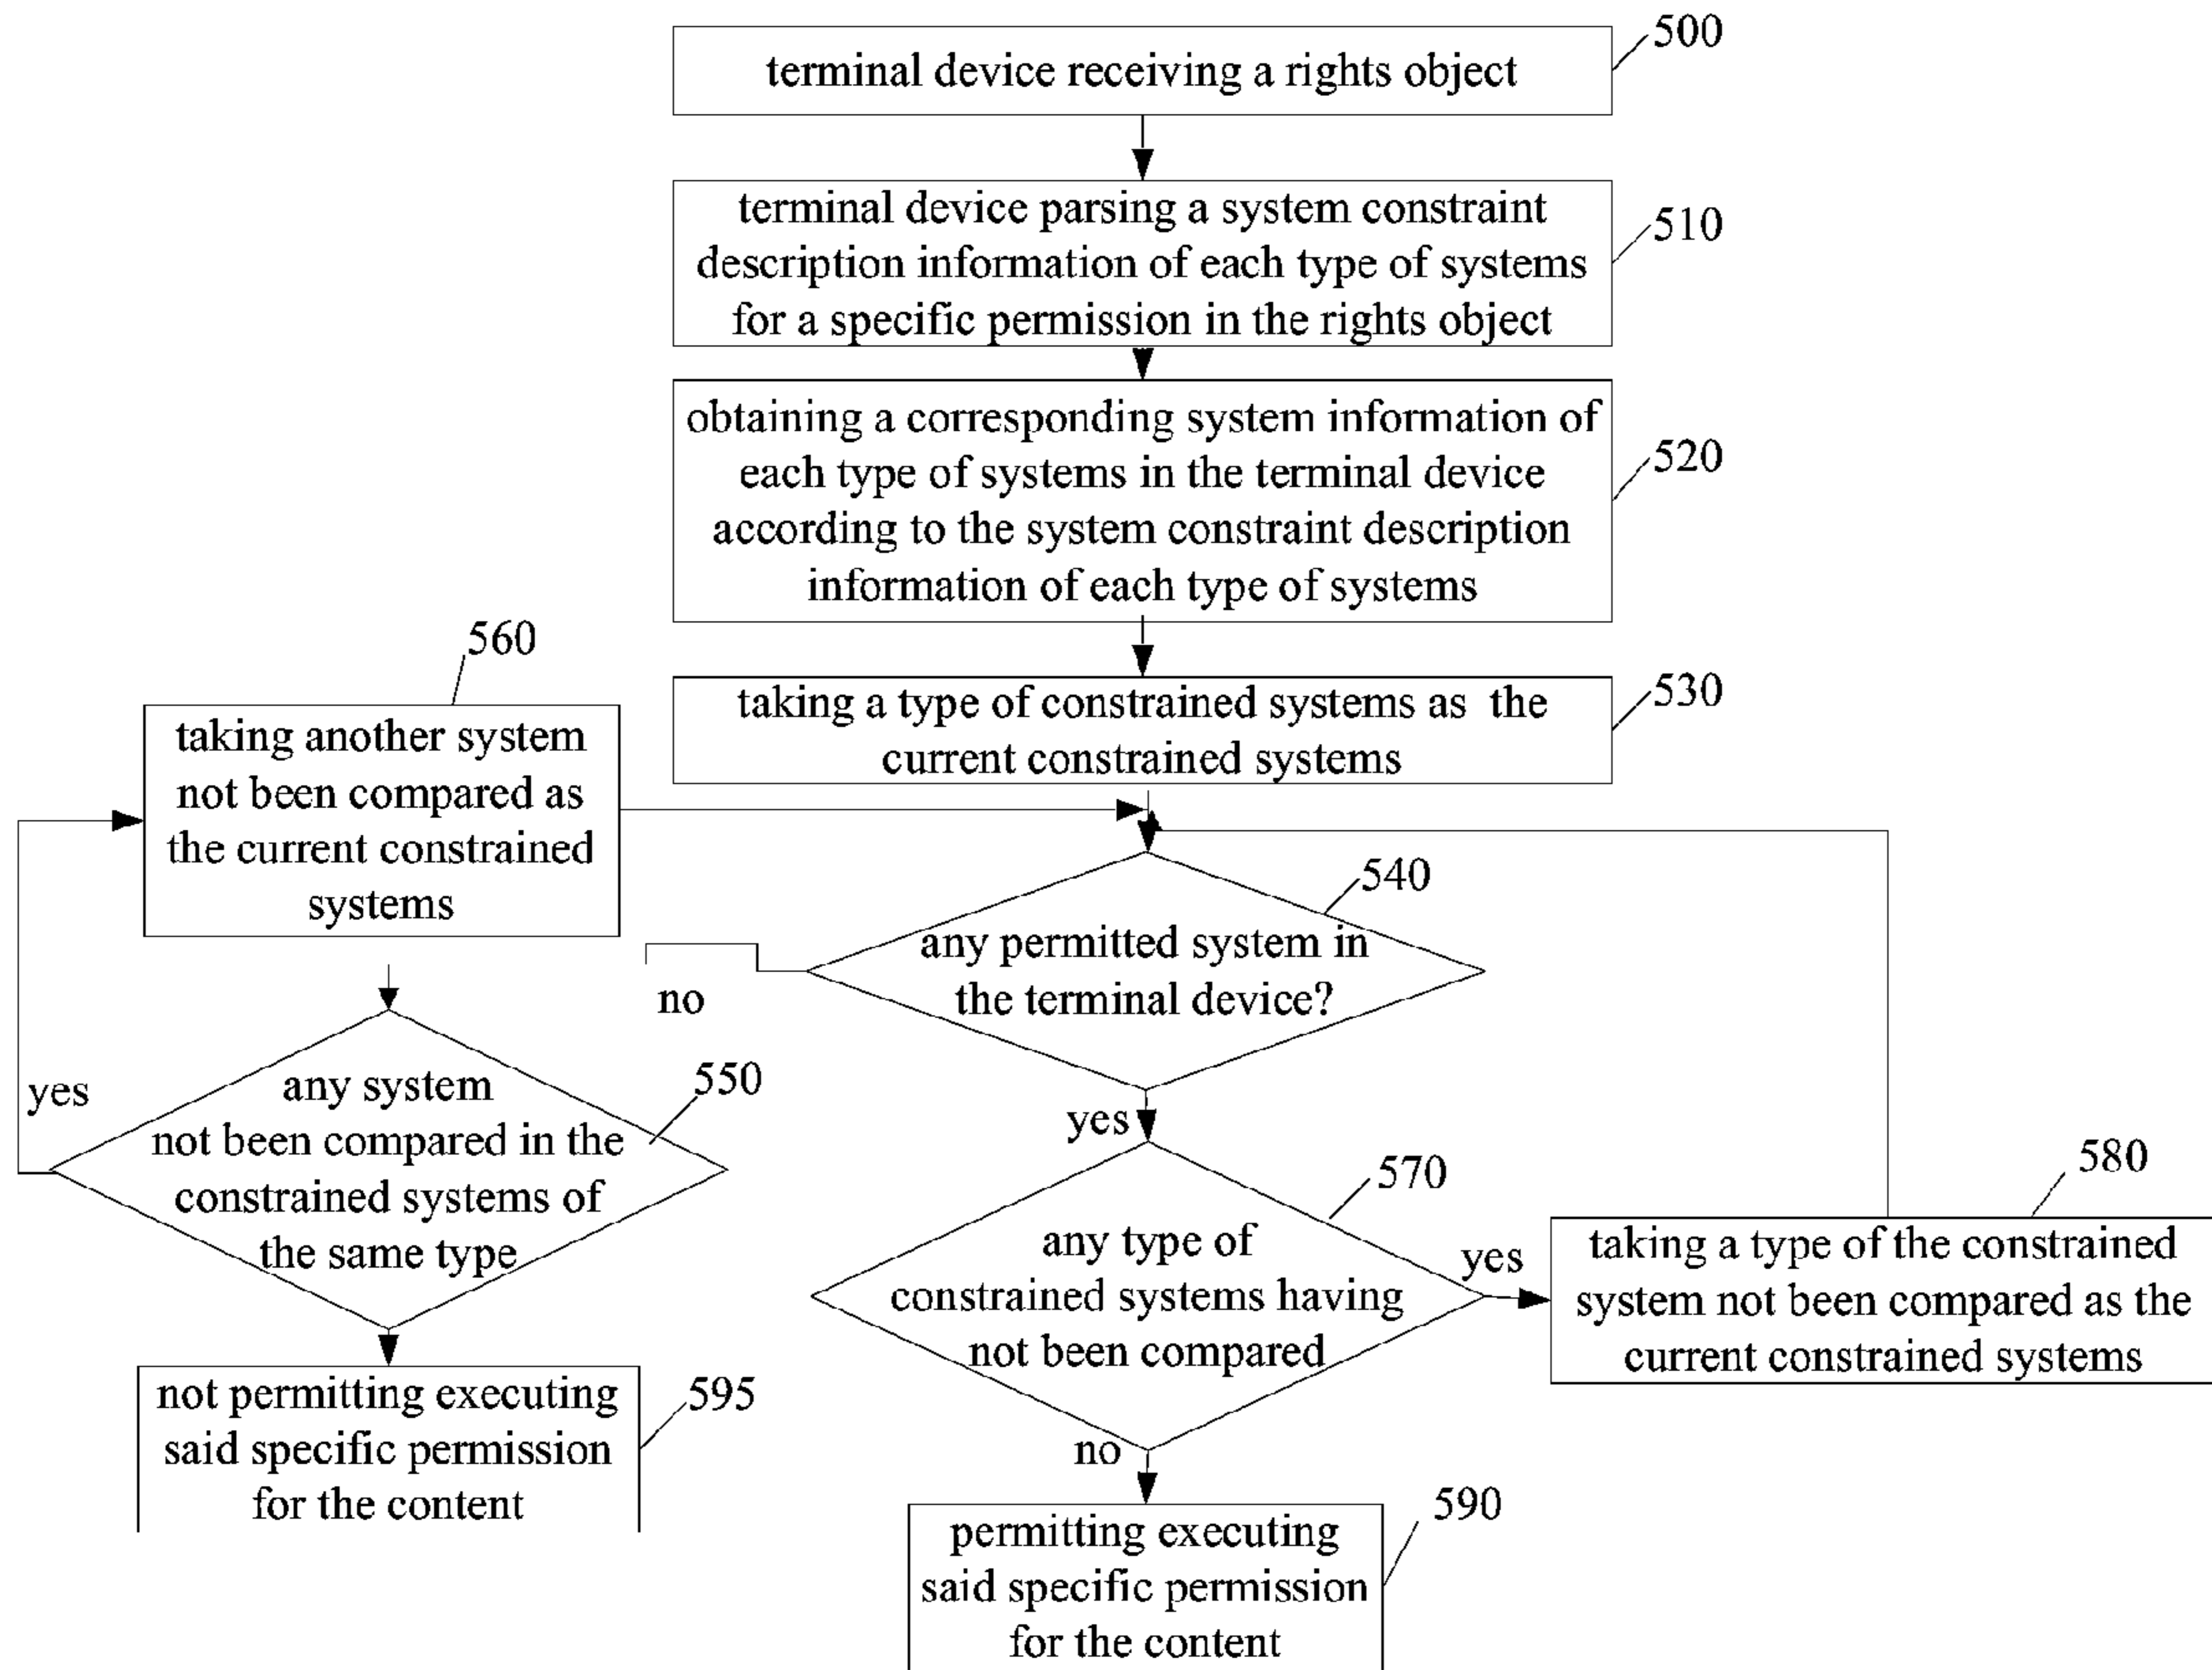 500
terminal device receiving a rights object
terminal device parsing a system constraint
description information of each type of systems
for a specific permission in the rights object
510
obtaining a corresponding system information of
each type of systems in the terminal device
according to the system constraint description
information of each type of systems
520
560
taking another system
not been compared as
the current constrained
systems
taking a type of constrained systems as the
current constrained systems
530
540
any permitted system in
the terminal device?
no
yes
any system
not been compared in the
constrained systems of
the same type
550
yes
570
any type of
constrained systems having
not been compared
yes
580
taking a type of the constrained
system not been compared as the
current constrained systems
not permitting executing
said specific permission
for the content
595
no
590
permitting executing
said specific permission
for the content